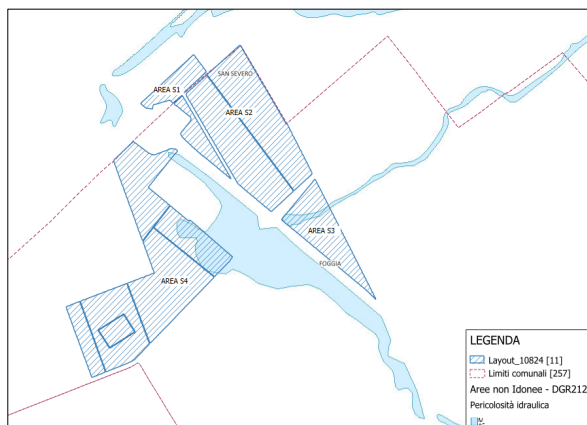 SAN SEVERO
AREA S1
AREA S2
AREA S3
FOGGIA
AREA S4
LEGENDA
Layout_10824 [11]
Limiti comunali [257]
Aree non Idonee - DGR212
Pericolosità idraulica